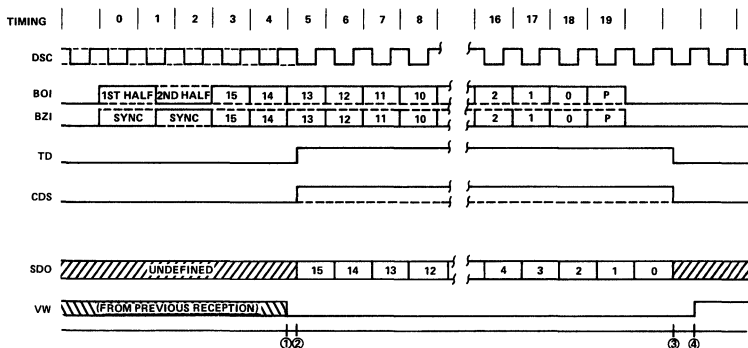 TIMING 0 1 2 3 4 5 6 7 8 16 17 18 19
DSC
BOI 1ST HALF 2ND HALF 15 14 13 12 11 10 2 1 0 P
BZI SYNC SYNC 15 14 13 12 11 10 2 1 0 P
TD
CDS
SDO UNDEFINED 15 14 13 12 4 3 2 1 0
VW (FROM PREVIOUS RECEPTION)
① ② ③ ④